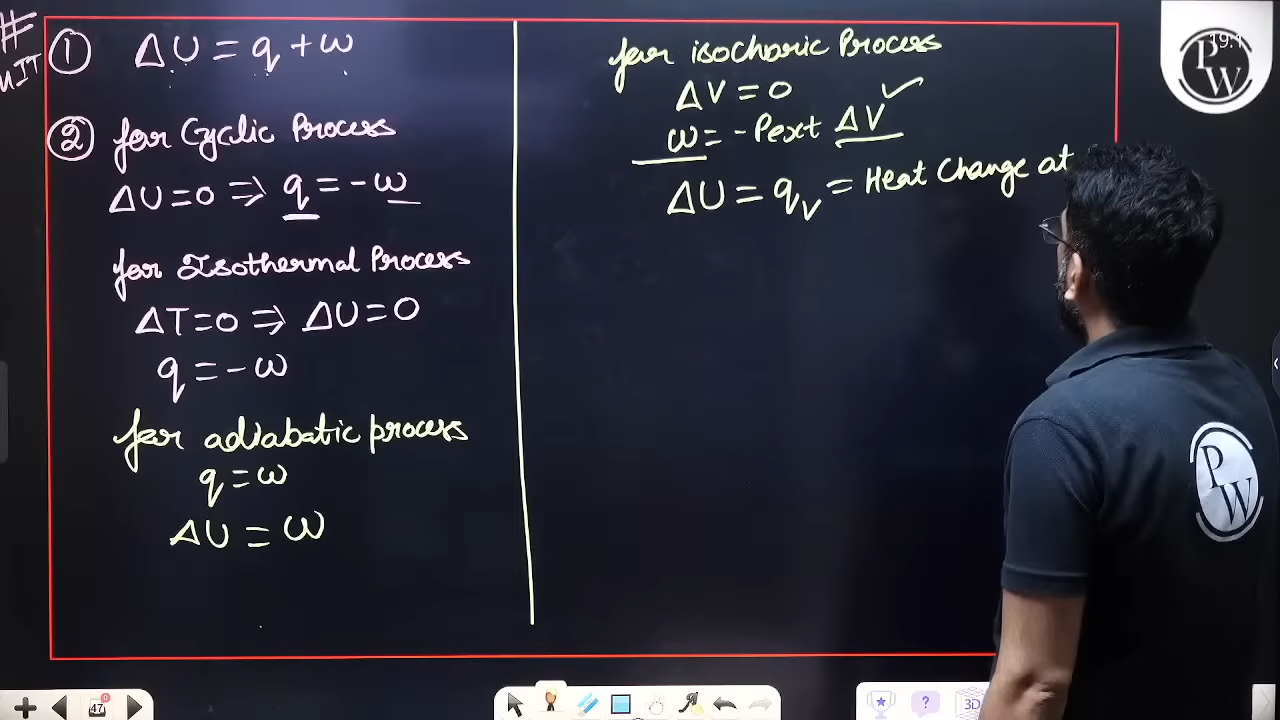 #
① ΔU = q + w
② for Cyclic Process
ΔU = 0 ⇒ q = -w
for Isothermal Process
ΔT = 0 ⇒ ΔU = 0
q = -w
for adiabatic process
q = w
ΔU = w
for isochoric Process
ΔV = 0 ✓
w = -Pext ΔV
ΔU = qv = Heat Change at
PW
PW
47
3D